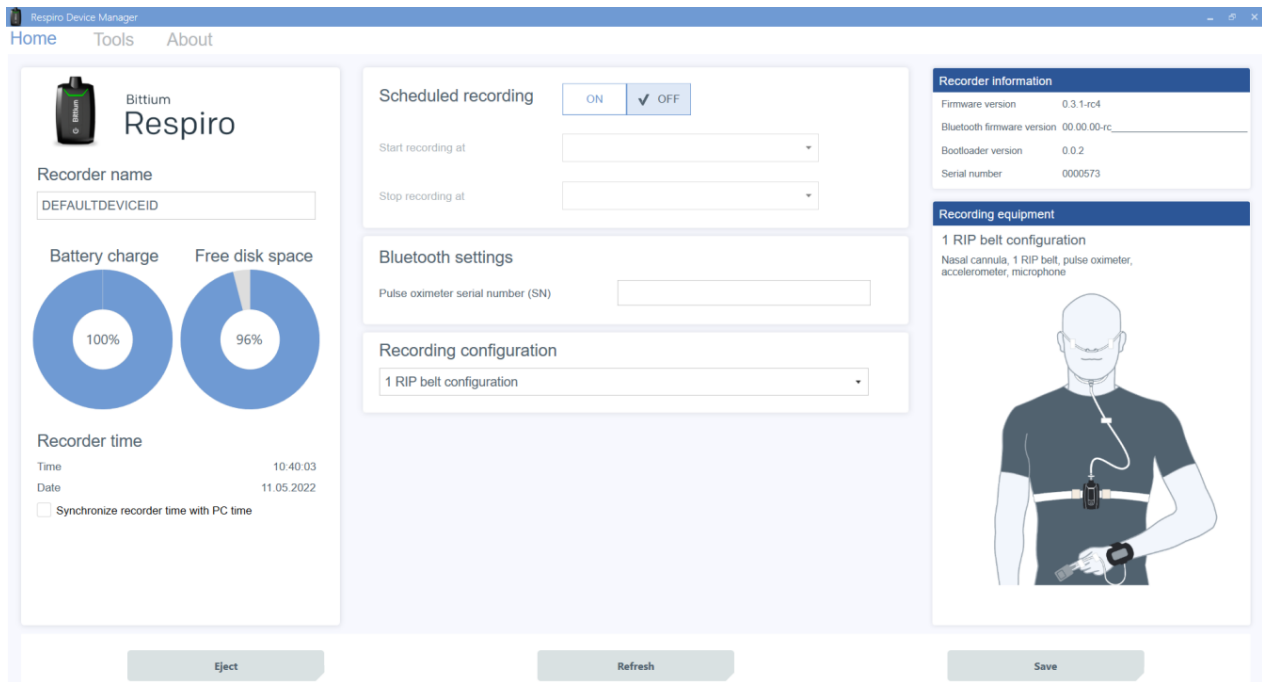 Respiro Device Manager
Home Tools About
Bittium
Bittium
Respiro
Recorder name
DEFAULTDEVICEID
Battery charge Free disk space
100% 96%
Recorder time
Time 10:40:03
Date 11.05.2022
Synchronize recorder time with PC time
Scheduled recording ON OFF
Start recording at
Stop recording at
Bluetooth settings
Pulse oximeter serial number (SN)
Recording configuration
1 RIP belt configuration
Recorder information
Firmware version 0.3.1-rc4
Bluetooth firmware version 00.00.00-rc
Bootloader version 0.0.2
Serial number 0000573
Recording equipment
1 RIP belt configuration
Nasal cannula, 1 RIP belt, pulse oximeter,
accelerometer, microphone
Eject Refresh Save